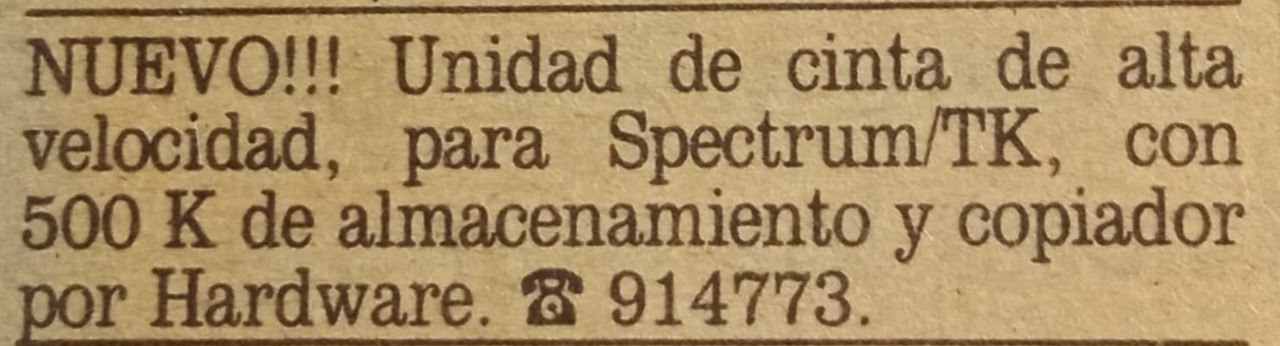 NUEVO!!! Unidad de cinta de alta
velocidad, para Spectrum/TK, con
500 K de almacenamiento y copiador
por Hardware. ☎ 914773.